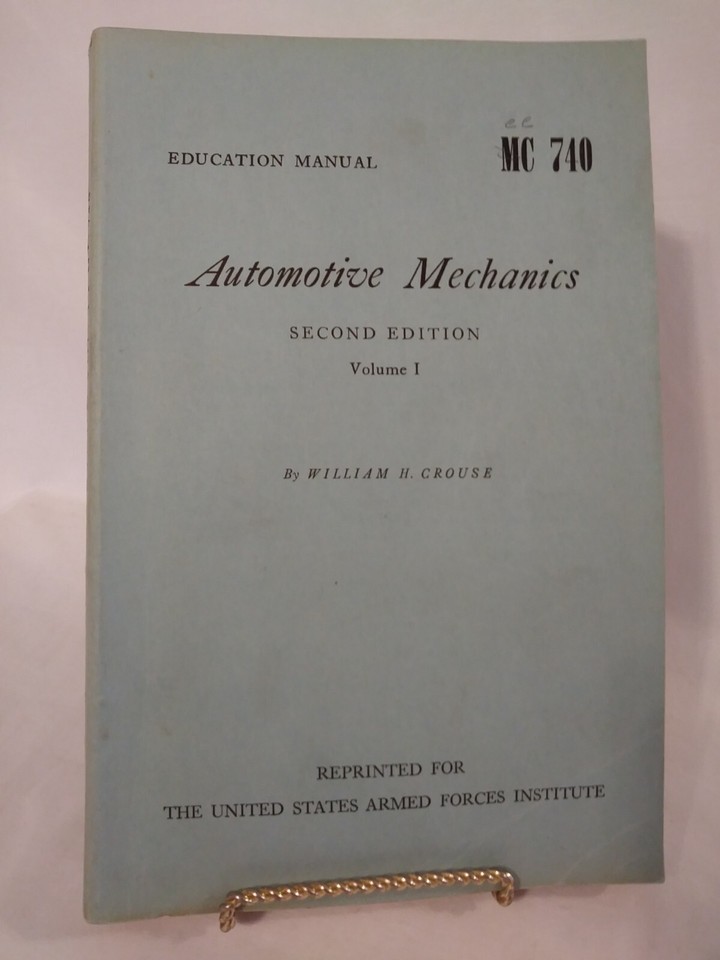 EDUCATION MANUAL
MC 740
Automotive Mechanics
SECOND EDITION
Volume I
By WILLIAM H. CROUSE
REPRINTED FOR
THE UNITED STATES ARMED FORCES INSTITUTE